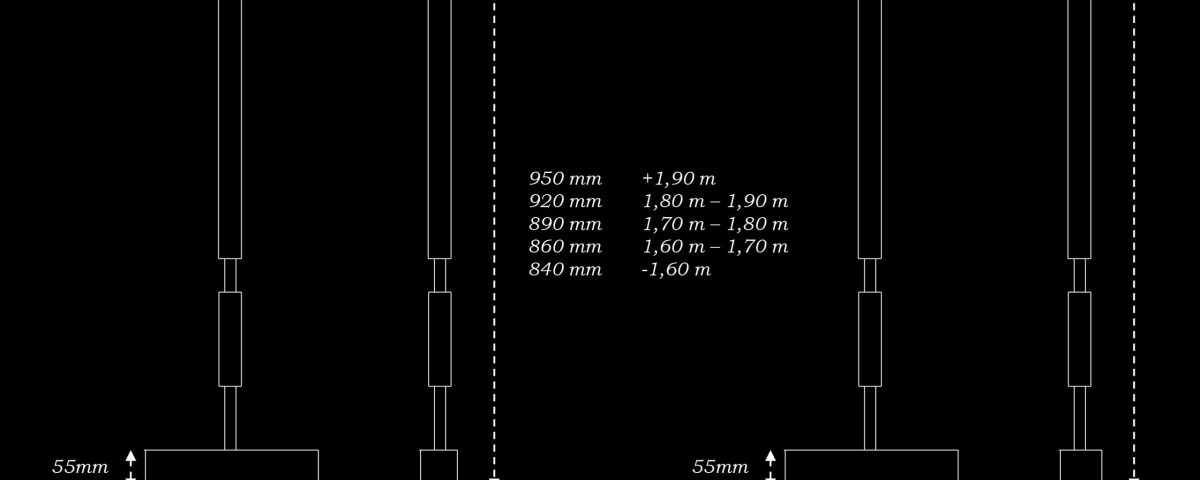 950 mm +1,90 m
920 mm 1,80 m – 1,90 m
890 mm 1,70 m – 1,80 m
860 mm 1,60 m – 1,70 m
840 mm -1,60 m
55mm 55mm